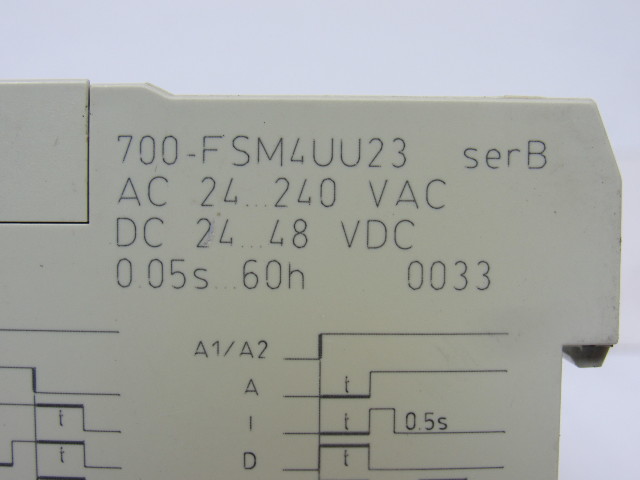 700-FSM4UU23 serB
AC 24...240 VAC
DC 24...48 VDC
0.05s...60h 0033
A1/A2
A t
t I t 0.5s
t D t